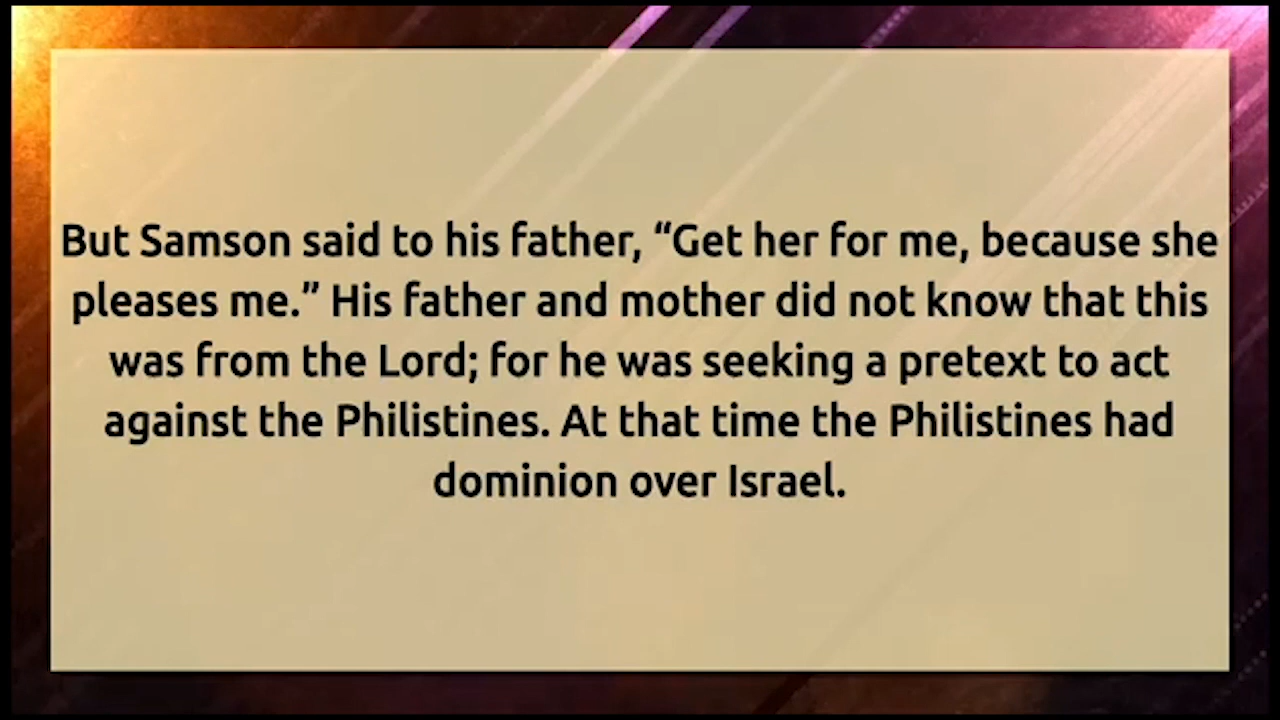 But Samson said to his father, “Get her for me, because she
pleases me.” His father and mother did not know that this
was from the Lord; for he was seeking a pretext to act
against the Philistines. At that time the Philistines had
dominion over Israel.